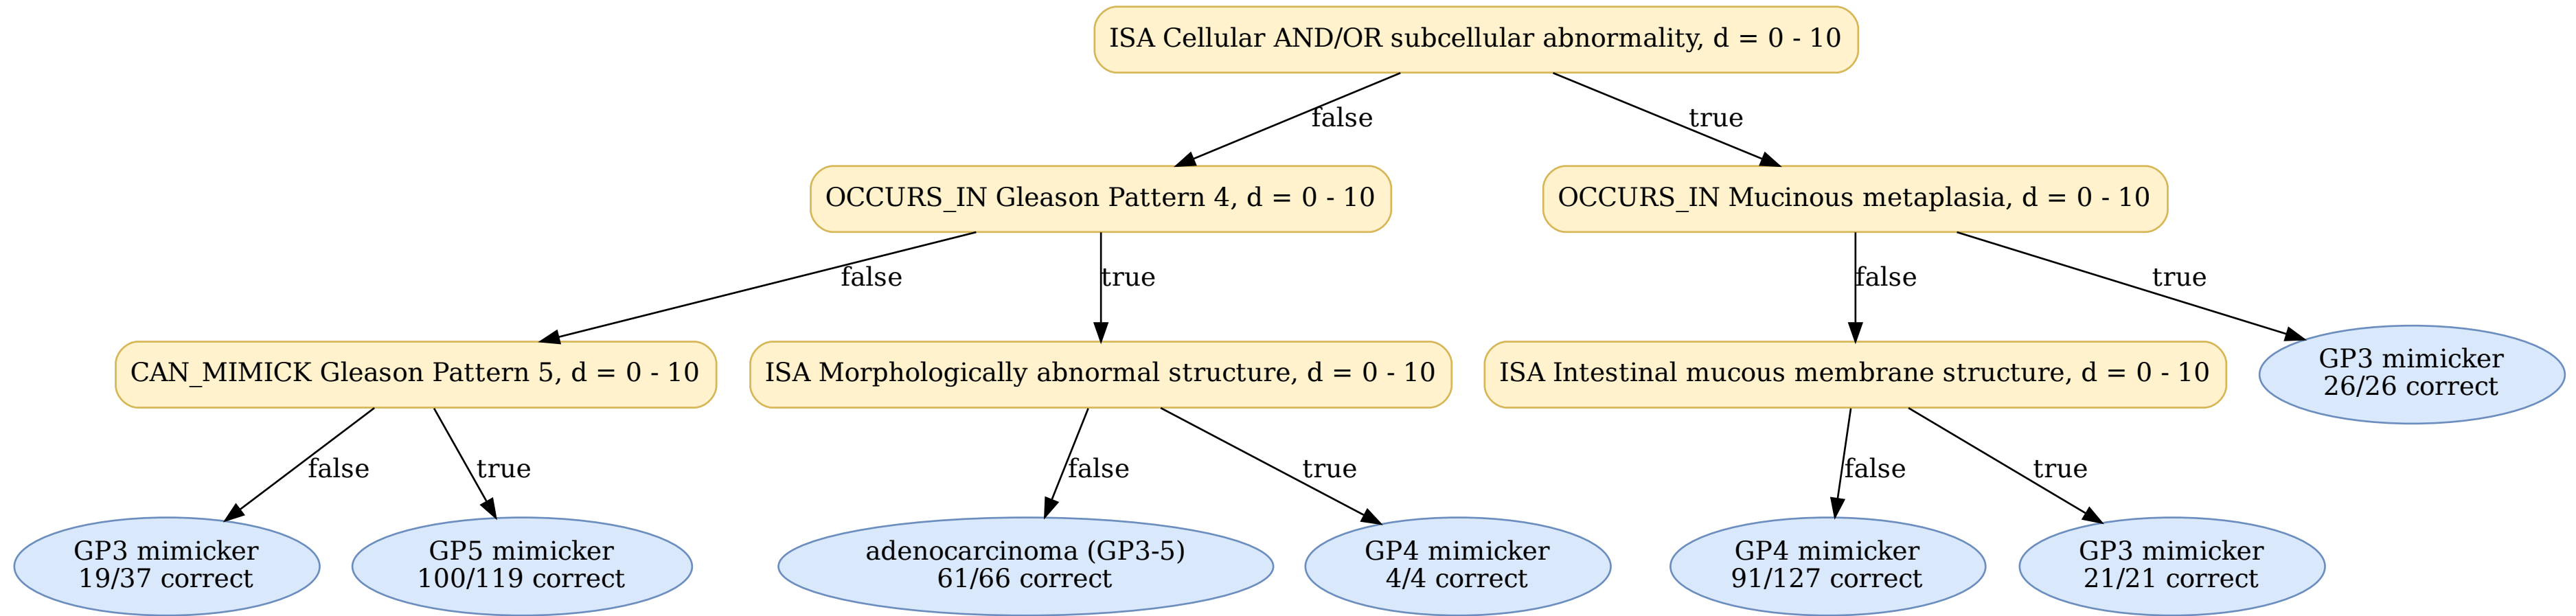 ISA Cellular AND/OR subcellular abnormality, d = 0 - 10
false
true
OCCURS_IN Gleason Pattern 4, d = 0 - 10
OCCURS_IN Mucinous metaplasia, d = 0 - 10
false
true
false
true
CAN_MIMICK Gleason Pattern 5, d = 0 - 10
ISA Morphologically abnormal structure, d = 0 - 10
ISA Intestinal mucous membrane structure, d = 0 - 10
GP3 mimicker
26/26 correct
false
true
false
true
false
true
GP3 mimicker
19/37 correct
GP5 mimicker
100/119 correct
adenocarcinoma (GP3-5)
61/66 correct
GP4 mimicker
4/4 correct
GP4 mimicker
91/127 correct
GP3 mimicker
21/21 correct